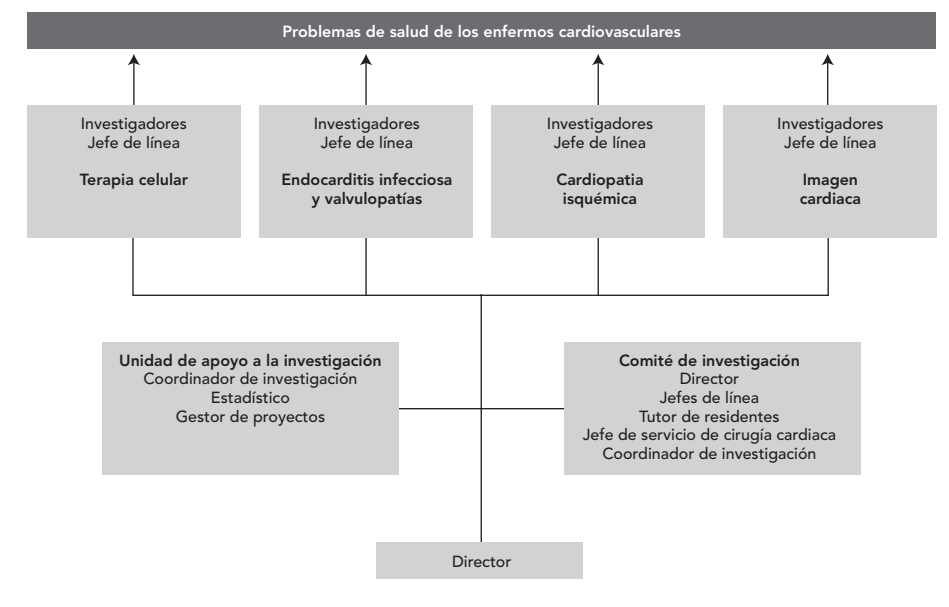 Problemas de salud de los enfermos cardiovasculares
Investigadores
Jefe de línea
Terapia celular
Investigadores
Jefe de línea
Endocarditis infecciosa
y valvulopatías
Investigadores
Jefe de línea
Cardiopatia
isquémica
Investigadores
Jefe de línea
Imagen
cardiaca
Unidad de apoyo a la investigación
Coordinador de investigación
Estadístico
Gestor de proyectos
Comité de investigación
Director
Jefes de línea
Tutor de residentes
Jefe de servicio de cirugía cardiaca
Coordinador de investigación
Director